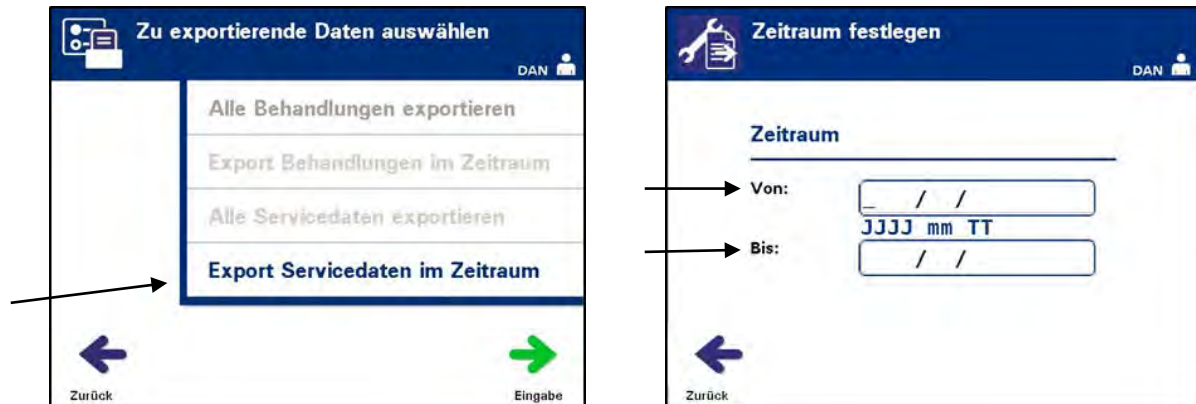 Zu exportierende Daten auswählen
DAN
Alle Behandlungen exportieren
Export Behandlungen im Zeitraum
Alle Servicedaten exportieren
Export Servicedaten im Zeitraum
Zurück
Eingabe
Zeitraum festlegen
DAN
Zeitraum
Von:
_ / /
JJJJ mm TT
Bis:
/ /
Zurück